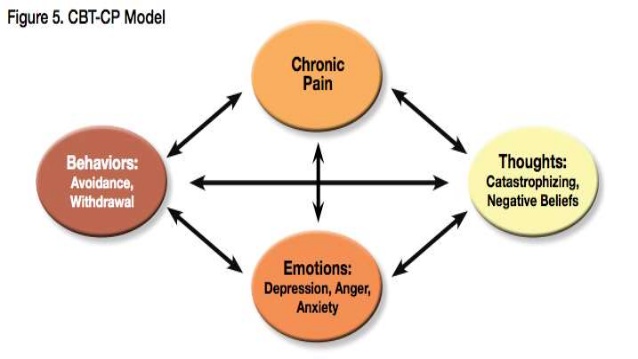 Figure 5. CBT-CP Model
Chronic
Pain
Behaviors:
Avoidance,
Withdrawal
Thoughts:
Catastrophizing,
Negative Beliefs
Emotions:
Depression, Anger,
Anxiety